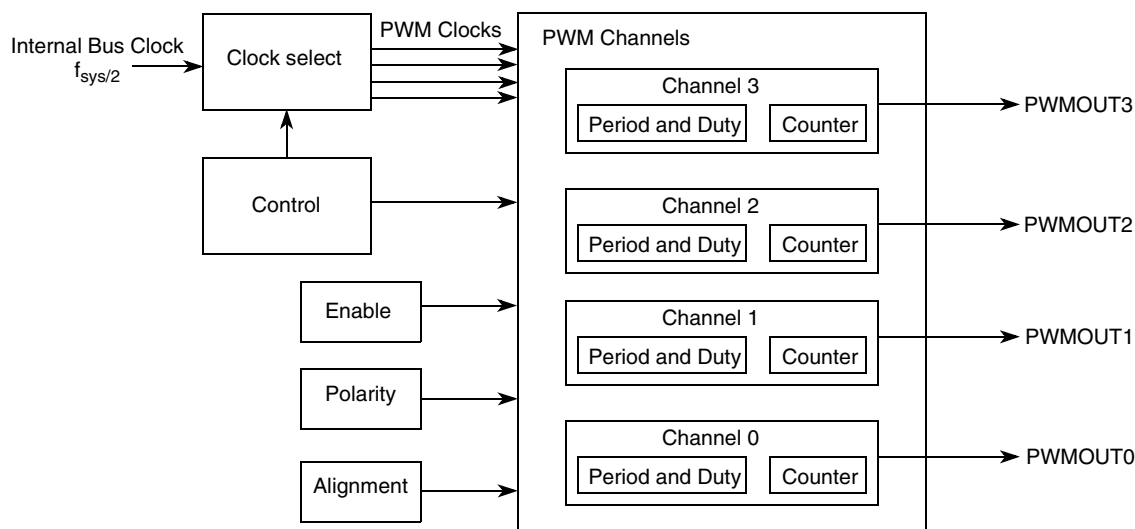 Internal Bus Clock
fsys/2
Clock select
PWM Clocks
PWM Channels
Control
Enable
Polarity
Alignment
Channel 3
Period and Duty
Counter
PWMOUT3
Channel 2
Period and Duty
Counter
PWMOUT2
Channel 1
Period and Duty
Counter
PWMOUT1
Channel 0
Period and Duty
Counter
PWMOUT0